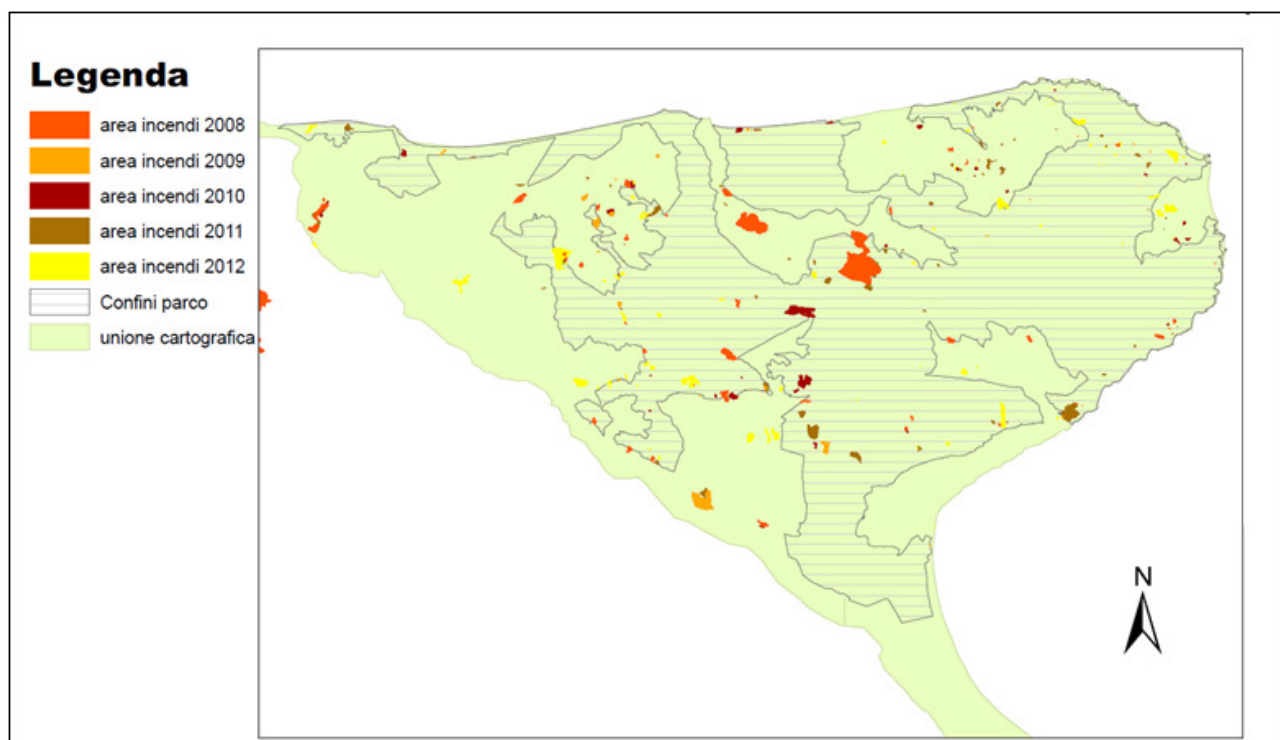 Legenda
area incendi 2008
area incendi 2009
area incendi 2010
area incendi 2011
area incendi 2012
Confini parco
unione cartografica
N